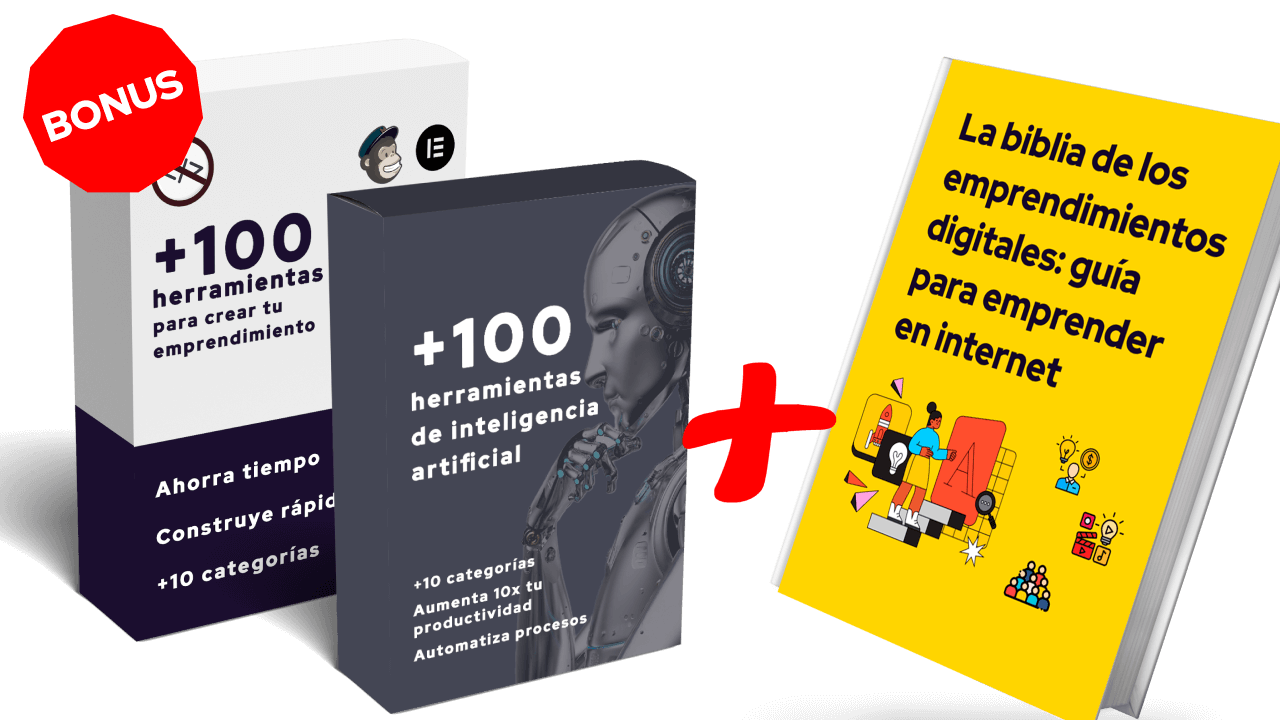 BONUS
+100
herramientas
para crear tu
emprendimiento
Ahorra tiempo
Construye rápid
+10 categorías
+100
herramientas
de inteligencia
artificial
+10 categorías
Aumenta 10x tu
productividad
Automatiza procesos
La biblia de los
emprendimientos
digitales: guía
para emprender
en internet
A